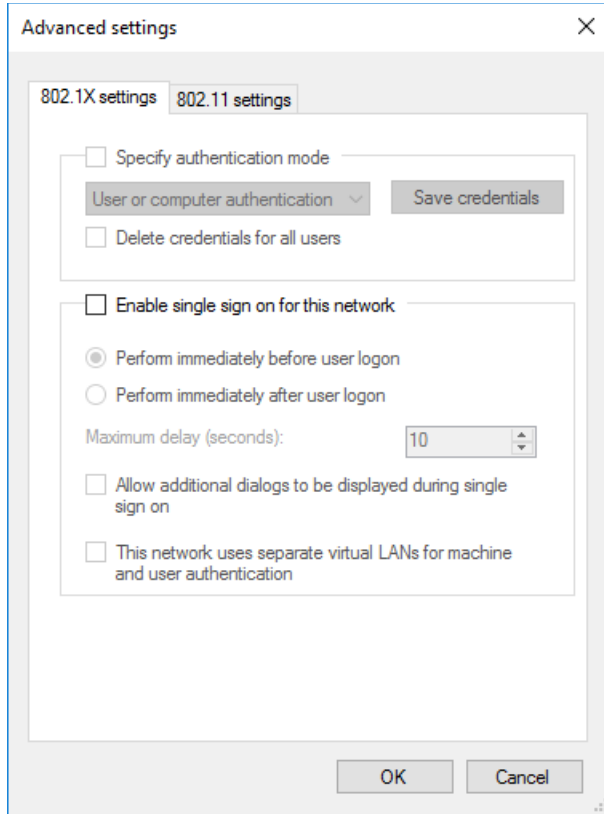 Advanced settings
802.1X settings
802.11 settings
Specify authentication mode
User or computer authentication
Save credentials
Delete credentials for all users
Enable single sign on for this network
Perform immediately before user logon
Perform immediately after user logon
Maximum delay (seconds):
10
Allow additional dialogs to be displayed during single
sign on
This network uses separate virtual LANs for machine
and user authentication
OK
Cancel